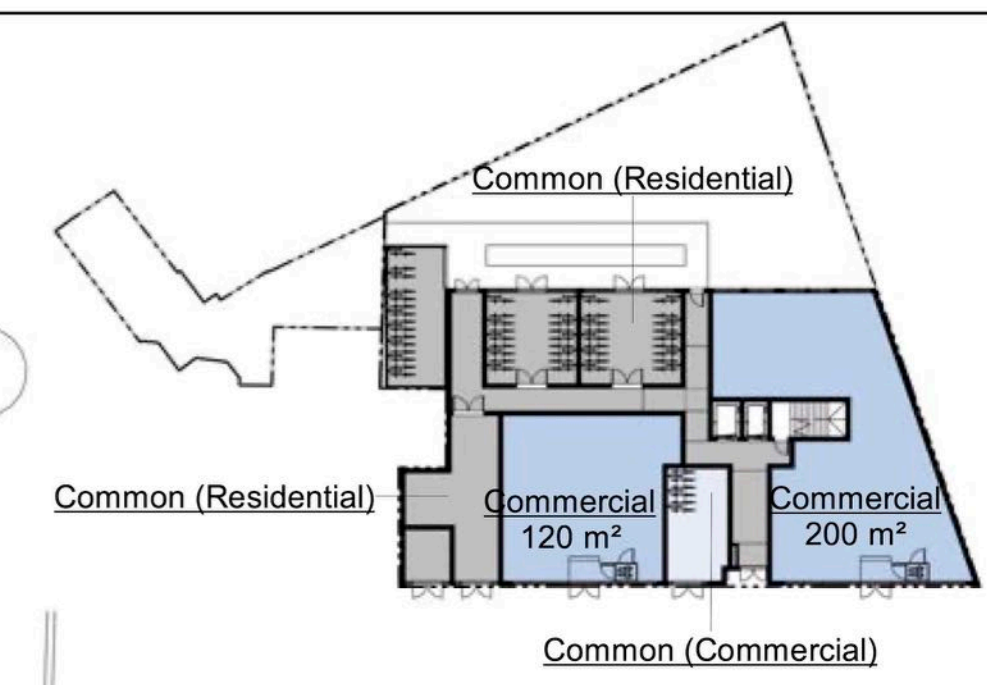 Common (Residential)
Common (Residential)
Commercial
120 m²
Commercial
200 m²
Common (Commercial)